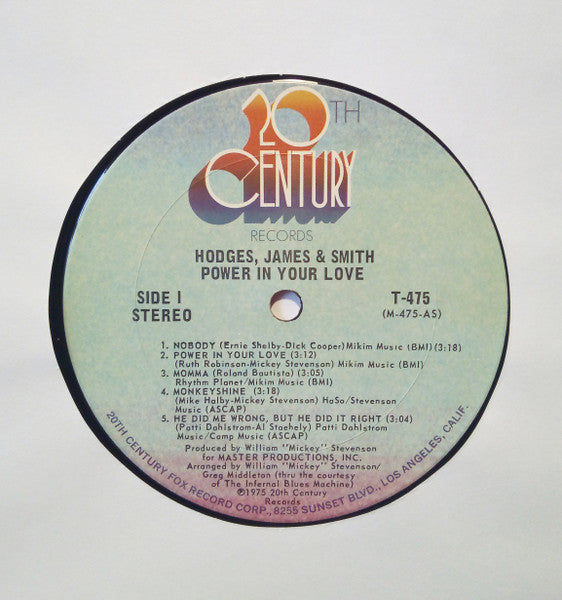 20TH
CENTURY
RECORDS
HODGES, JAMES & SMITH
POWER IN YOUR LOVE
SIDE I
STEREO
T-475
(M-475-AS)
1. NOBODY (Ernie Shelby-Dick Cooper) Mikim Music (BMI) (3:18)
2. POWER IN YOUR LOVE (3:12)
(Ruth Robinson-Mickey Stevenson) Mikim Music (BMI)
3. MOMMA (Roland Bautista) (3:05)
Rhythm Planet/Mikim Music (BMI)
4. MONKEYSHINE (3:18)
(Mike Halby-Mickey Stevenson) HaSo/Stevenson
Music (ASCAP)
5. HE DID ME WRONG, BUT HE DID IT RIGHT (3:04)
(Patti Dahlstrom-Al Staehely) Patti Dahlstrom
Music/Camp Music (ASCAP)
Produced by William "Mickey" Stevenson
for MASTER PRODUCTIONS, INC.
Arranged by William "Mickey" Stevenson/
Greg Middleton (thru the courtesy
of The Infernal Blues Machine)
℗1975 20th Century
Records
20TH CENTURY FOX RECORD CORP., 8255 SUNSET BLVD., LOS ANGELES, CALIF.